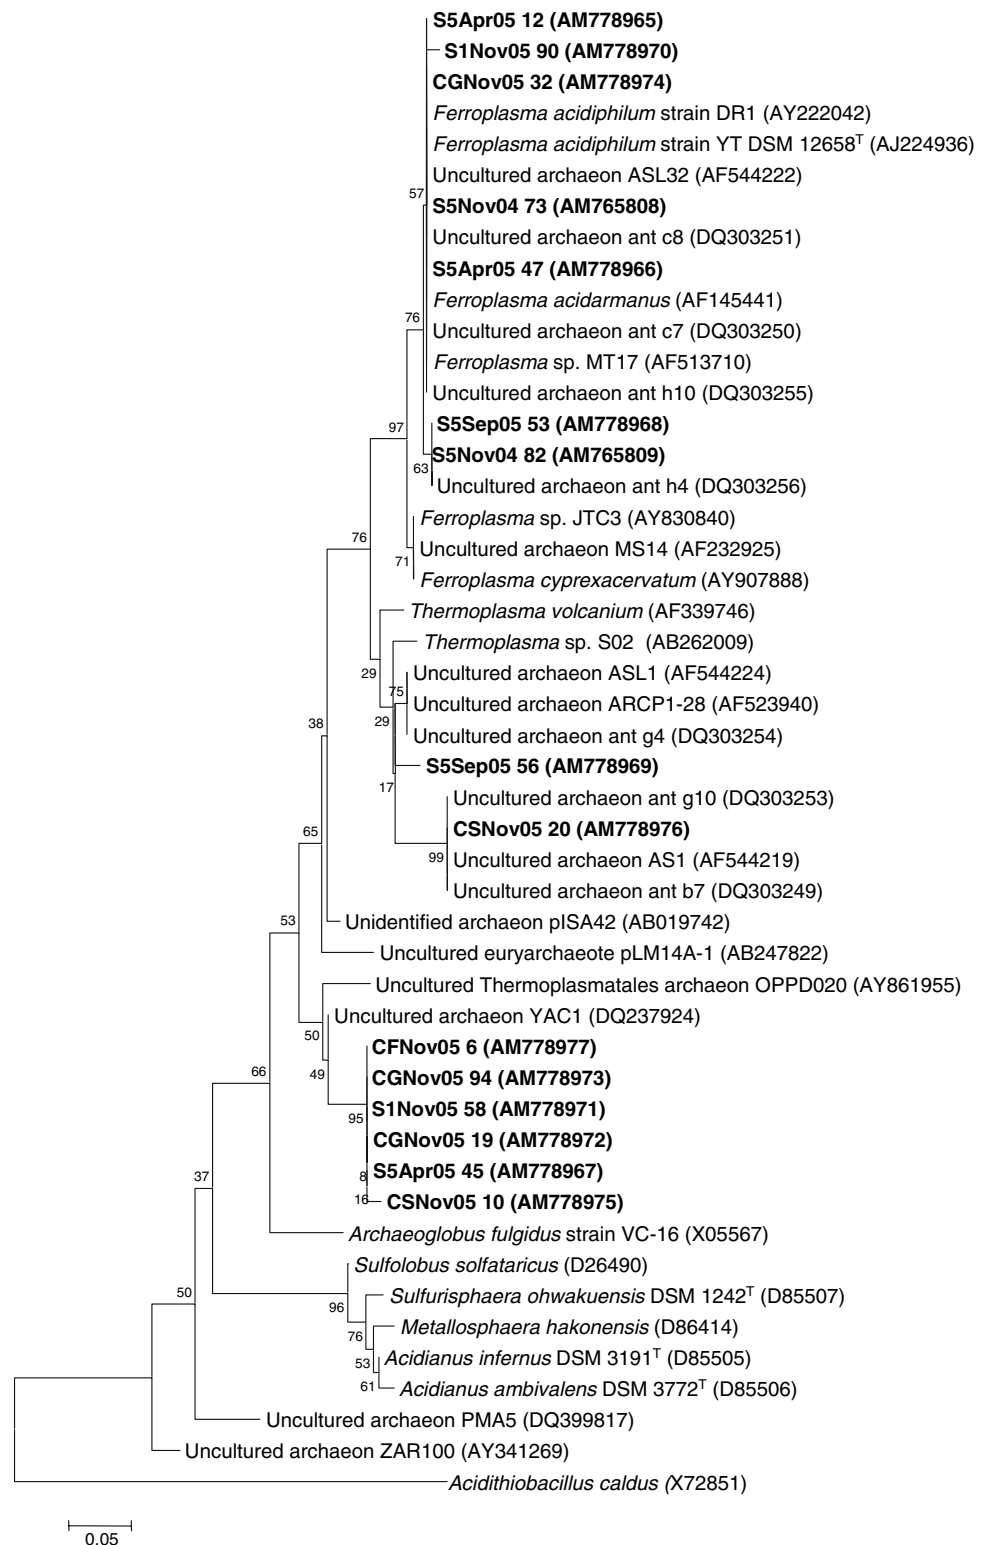 S5Apr05 12 (AM778965)
S1Nov05 90 (AM778970)
CGNov05 32 (AM778974)
Ferroplasma acidiphilum strain DR1 (AY222042)
Ferroplasma acidiphilum strain YT DSM 12658ᵀ (AJ224936)
Uncultured archaeon ASL32 (AF544222)
57
S5Nov04 73 (AM765808)
Uncultured archaeon ant c8 (DQ303251)
S5Apr05 47 (AM778966)
Ferroplasma acidarmanus (AF145441)
76
Uncultured archaeon ant c7 (DQ303250)
Ferroplasma sp. MT17 (AF513710)
Uncultured archaeon ant h10 (DQ303255)
97
S5Sep05 53 (AM778968)
S5Nov04 82 (AM765809)
63
Uncultured archaeon ant h4 (DQ303256)
Ferroplasma sp. JTC3 (AY830840)
76
Uncultured archaeon MS14 (AF232925)
71
Ferroplasma cyprexacervatum (AY907888)
Thermoplasma volcanium (AF339746)
Thermoplasma sp. S02 (AB262009)
29
Uncultured archaeon ASL1 (AF544224)
75
Uncultured archaeon ARCP1-28 (AF523940)
29
38
Uncultured archaeon ant g4 (DQ303254)
S5Sep05 56 (AM778969)
17
Uncultured archaeon ant g10 (DQ303253)
CSNov05 20 (AM778976)
65
99
Uncultured archaeon AS1 (AF544219)
Uncultured archaeon ant b7 (DQ303249)
53
Unidentified archaeon pISA42 (AB019742)
Uncultured euryarchaeote pLM14A-1 (AB247822)
Uncultured Thermoplasmatales archaeon OPPD020 (AY861955)
Uncultured archaeon YAC1 (DQ237924)
50
CFNov05 6 (AM778977)
66
49
CGNov05 94 (AM778973)
S1Nov05 58 (AM778971)
95
CGNov05 19 (AM778972)
37
8
S5Apr05 45 (AM778967)
16
CSNov05 10 (AM778975)
Archaeoglobus fulgidus strain VC-16 (X05567)
Sulfolobus solfataricus (D26490)
50
96
Sulfurisphaera ohwakuensis DSM 1242ᵀ (D85507)
76
Metallosphaera hakonensis (D86414)
53
Acidianus infernus DSM 3191ᵀ (D85505)
61
Acidianus ambivalens DSM 3772ᵀ (D85506)
Uncultured archaeon PMA5 (DQ399817)
Uncultured archaeon ZAR100 (AY341269)
Acidithiobacillus caldus (X72851)
0.05